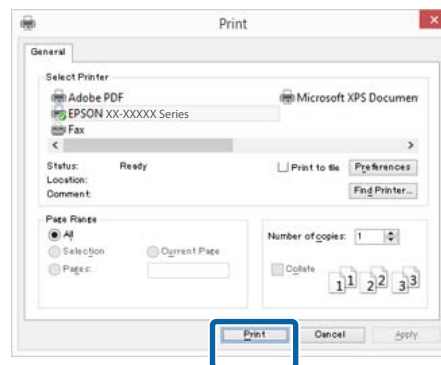 Print
General
Select Printer
Adobe PDF
Microsoft XPS Documen
EPSON XX-XXXXX Series
Fax
Status: Ready
Print to file
Preferences
Location:
Comment:
Find Printer...
Page Range
All
Selection
Current Page
Pages:
Number of copies: 1
Collate
1 1 2 2 3 3
Print
Cancel
Apply